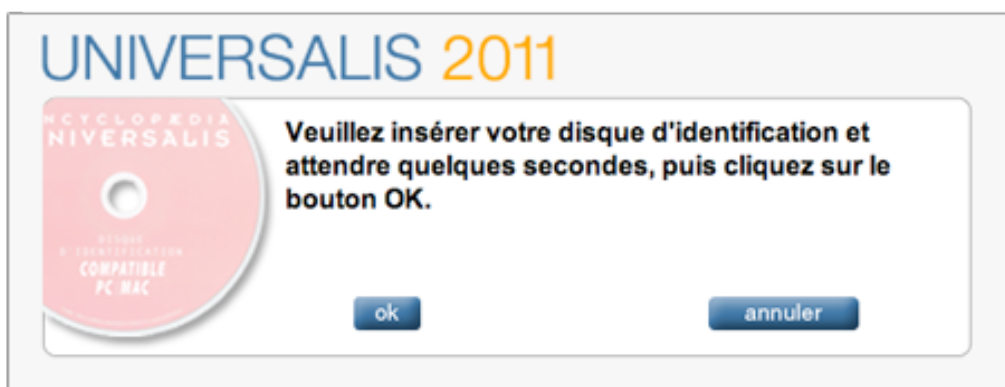 UNIVERSALIS 2011
NCYCLOPÆDIA
NIVERSALIS
DISQUE
D'IDENTIFICATION
COMPATIBLE
PC MAC
Veuillez insérer votre disque d'identification et
attendre quelques secondes, puis cliquez sur le
bouton OK.
ok
annuler